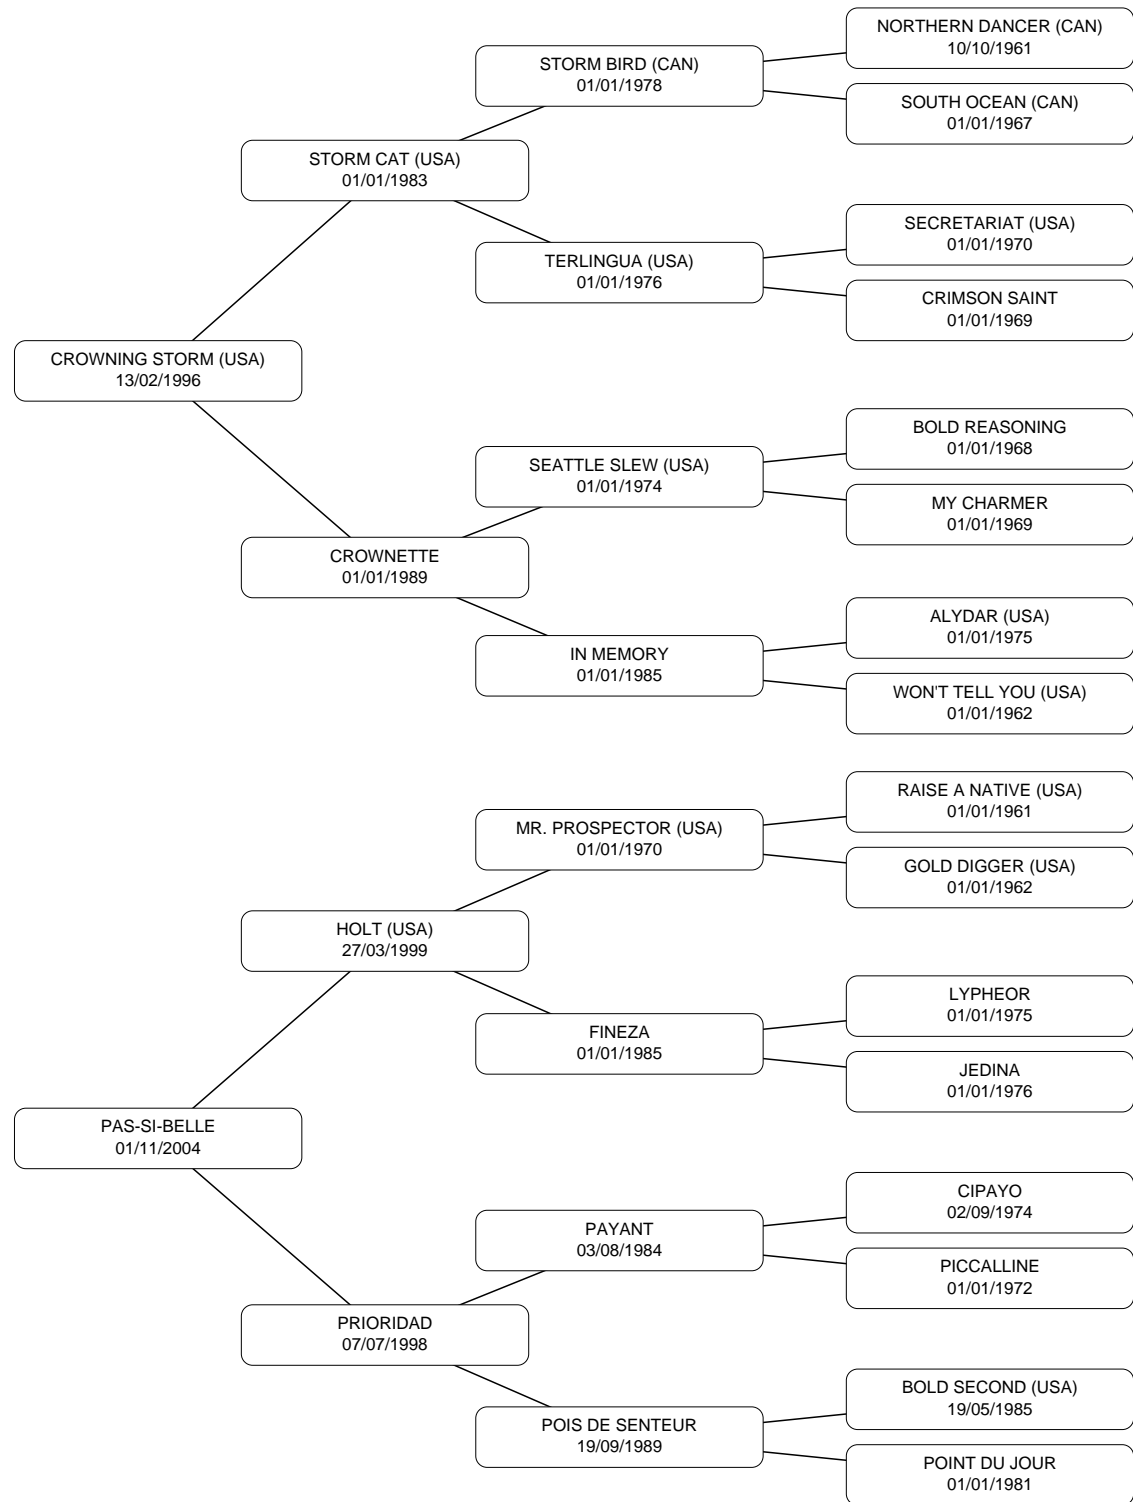 NORTHERN DANCER (CAN)
10/10/1961
STORM BIRD (CAN)
01/01/1978
SOUTH OCEAN (CAN)
01/01/1967
STORM CAT (USA)
01/01/1983
SECRETARIAT (USA)
01/01/1970
TERLINGUA (USA)
01/01/1976
CRIMSON SAINT
01/01/1969
CROWNING STORM (USA)
13/02/1996
BOLD REASONING
01/01/1968
SEATTLE SLEW (USA)
01/01/1974
MY CHARMER
01/01/1969
CROWNETTE
01/01/1989
ALYDAR (USA)
01/01/1975
IN MEMORY
01/01/1985
WON'T TELL YOU (USA)
01/01/1962
RAISE A NATIVE (USA)
01/01/1961
MR. PROSPECTOR (USA)
01/01/1970
GOLD DIGGER (USA)
01/01/1962
HOLT (USA)
27/03/1999
LYPHEOR
01/01/1975
FINEZA
01/01/1985
JEDINA
01/01/1976
PAS-SI-BELLE
01/11/2004
CIPAYO
02/09/1974
PAYANT
03/08/1984
PICCALLINE
01/01/1972
PRIORIDAD
07/07/1998
BOLD SECOND (USA)
19/05/1985
POIS DE SENTEUR
19/09/1989
POINT DU JOUR
01/01/1981